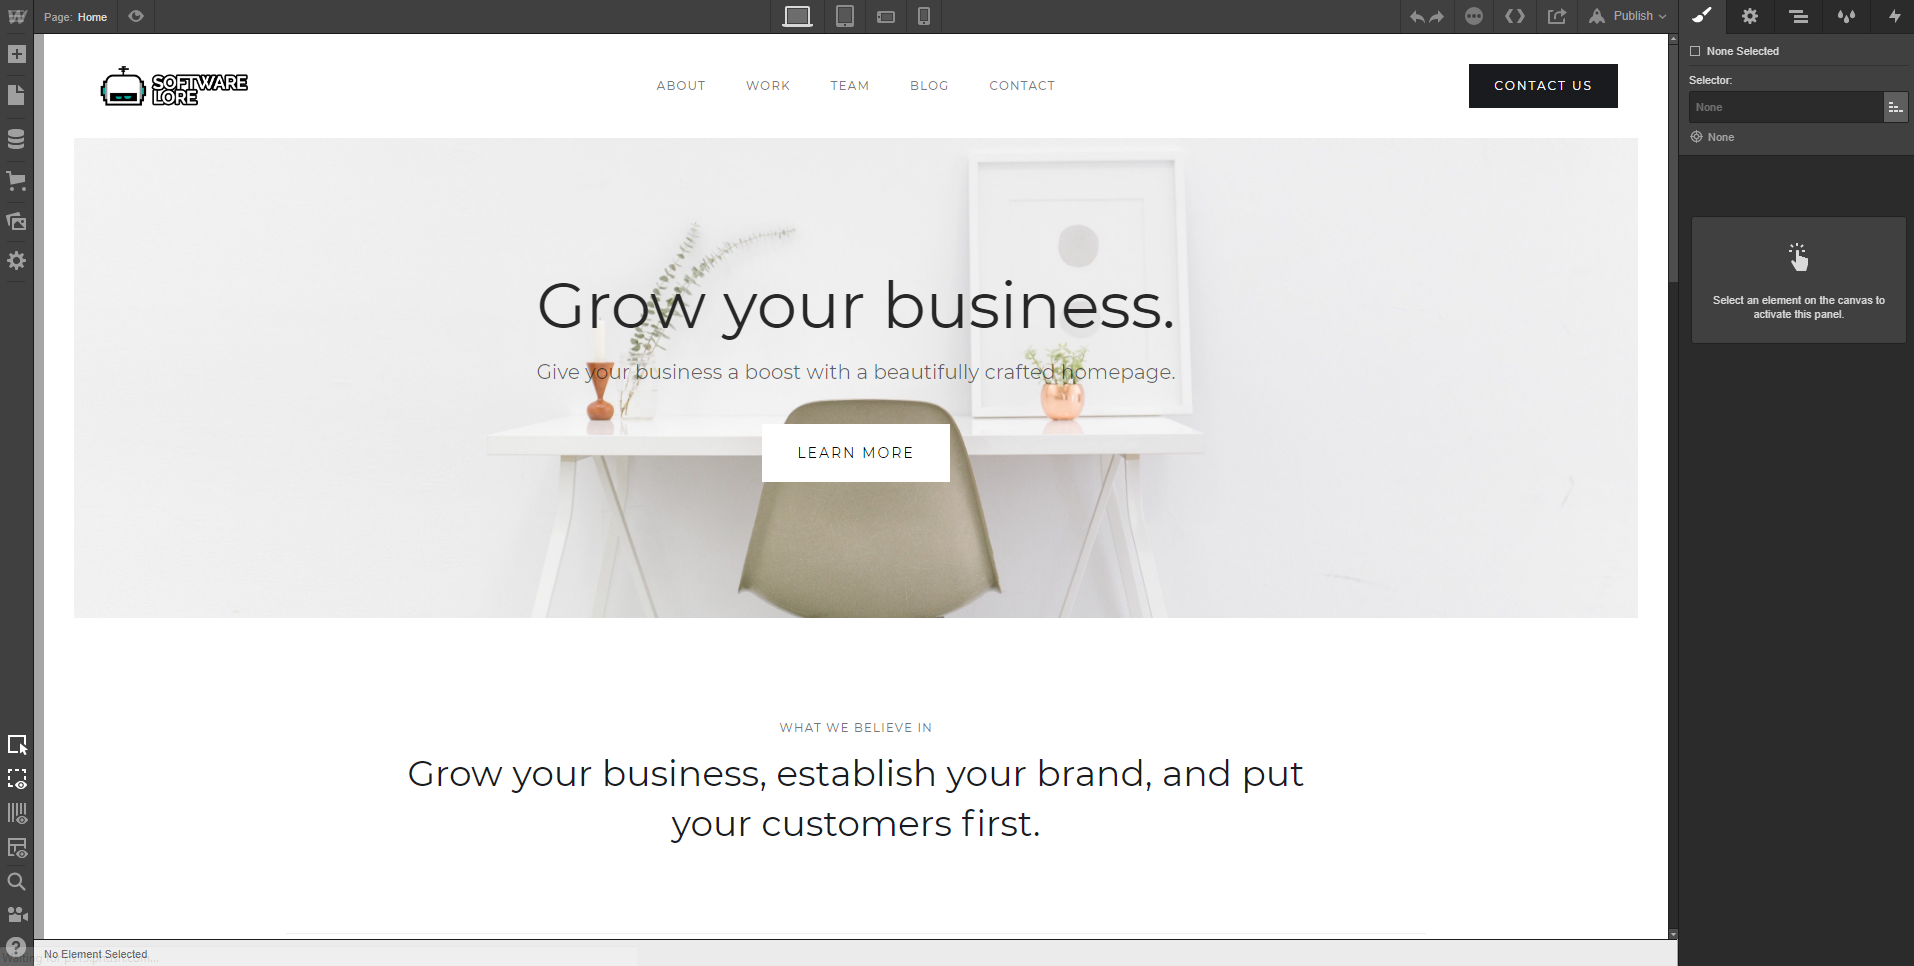 Page: Home
Publish
None Selected
Selector:
None
None
Select an element on the canvas to
activate this panel.
SOFTWARE
LORE
ABOUT
WORK
TEAM
BLOG
CONTACT
CONTACT US
Grow your business.
Give your business a boost with a beautifully crafted homepage.
LEARN MORE
WHAT WE BELIEVE IN
Grow your business, establish your brand, and put
your customers first.
No Element Selected